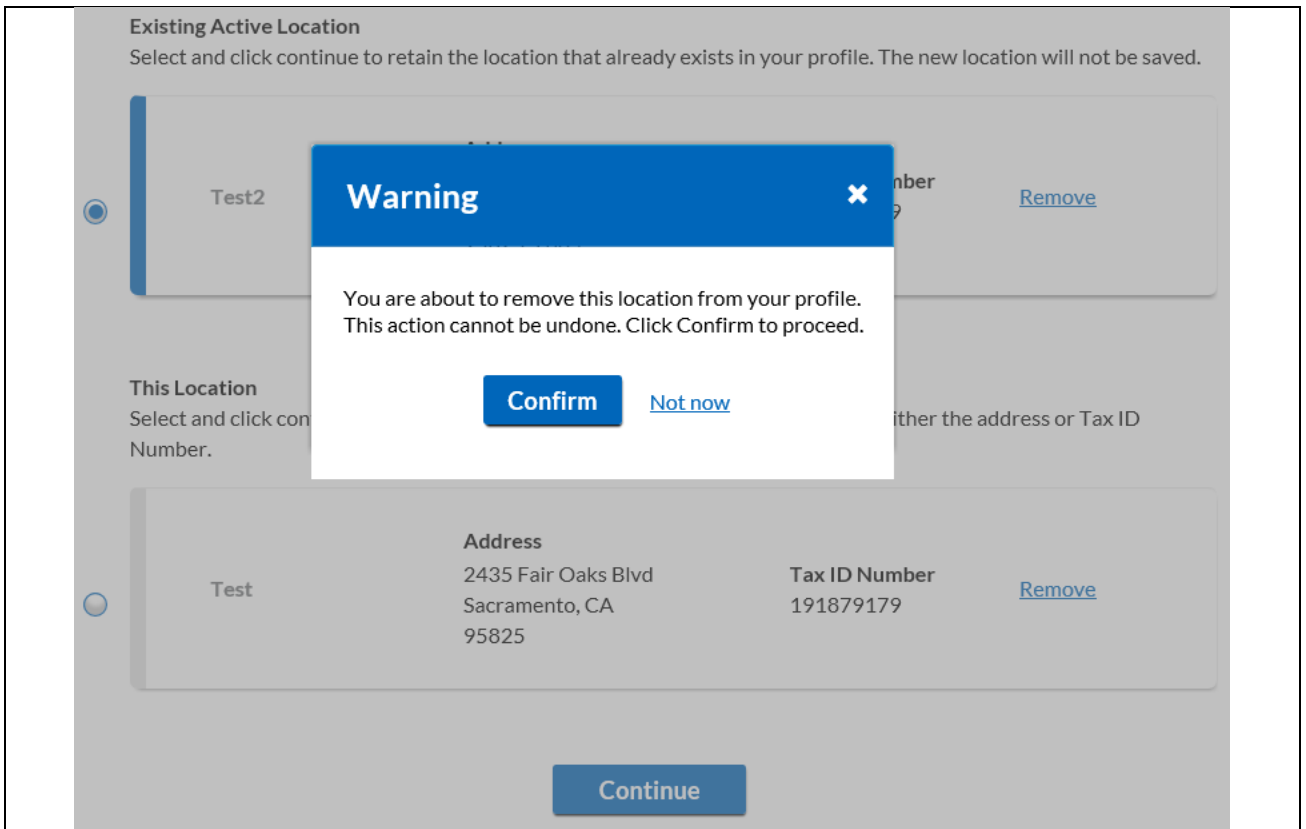 Existing Active Location
Select and click continue to retain the location that already exists in your profile. The new location will not be saved.
Test2
Remove
Warning
You are about to remove this location from your profile.
This action cannot be undone. Click Confirm to proceed.
Confirm
Not now
This Location
Select and click
the address or Tax ID
Number.
Test
Address
2435 Fair Oaks Blvd
Sacramento, CA
95825
Tax ID Number
191879179
Remove
Continue